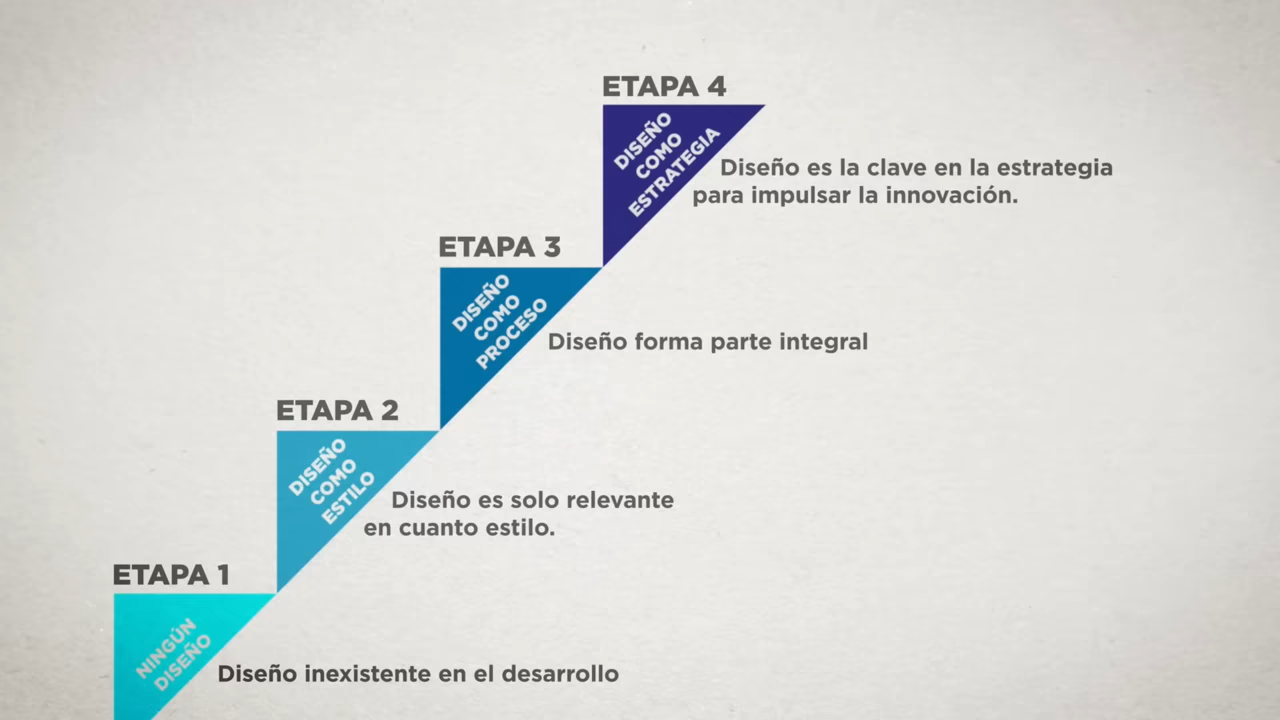 ETAPA 4
DISEÑO
COMO
ESTRATEGIA
Diseño es la clave en la estrategia
para impulsar la innovación.
ETAPA 3
DISEÑO
COMO
PROCESO
Diseño forma parte integral
ETAPA 2
DISEÑO
COMO
ESTILO
Diseño es solo relevante
en cuanto estilo.
ETAPA 1
NINGÚN
DISEÑO
Diseño inexistente en el desarrollo